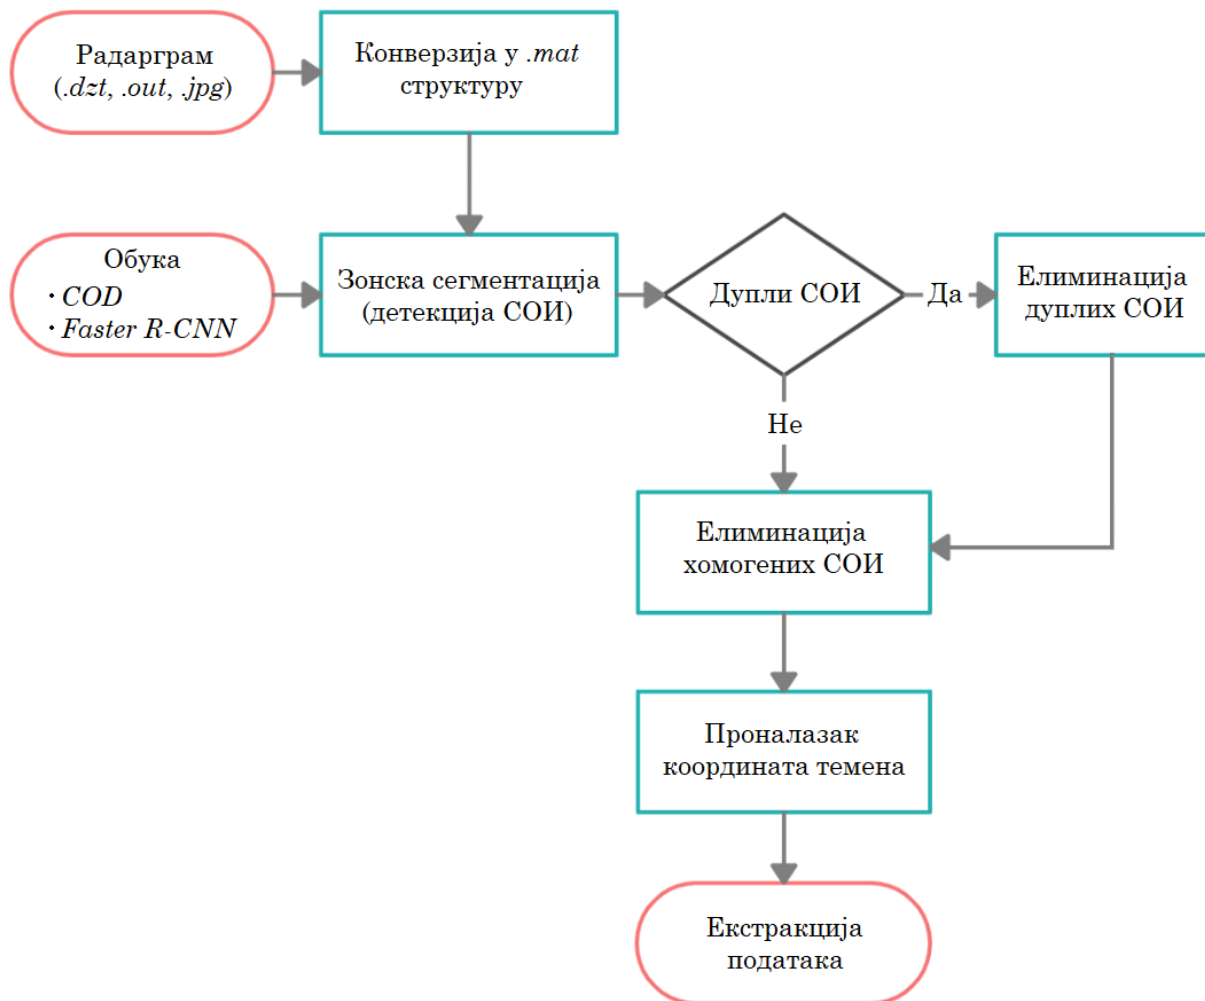 Радарграм
(.dzt, .out, .jpg)
Конверзија у .mat
структуру
Обука
· COD
· Faster R-CNN
Зонска сегментација
(детекција СОИ)
Дупли СОИ
Да
Елиминација
дуплих СОИ
Не
Елиминација
хомогених СОИ
Проналазак
координата темена
Екстракција
података